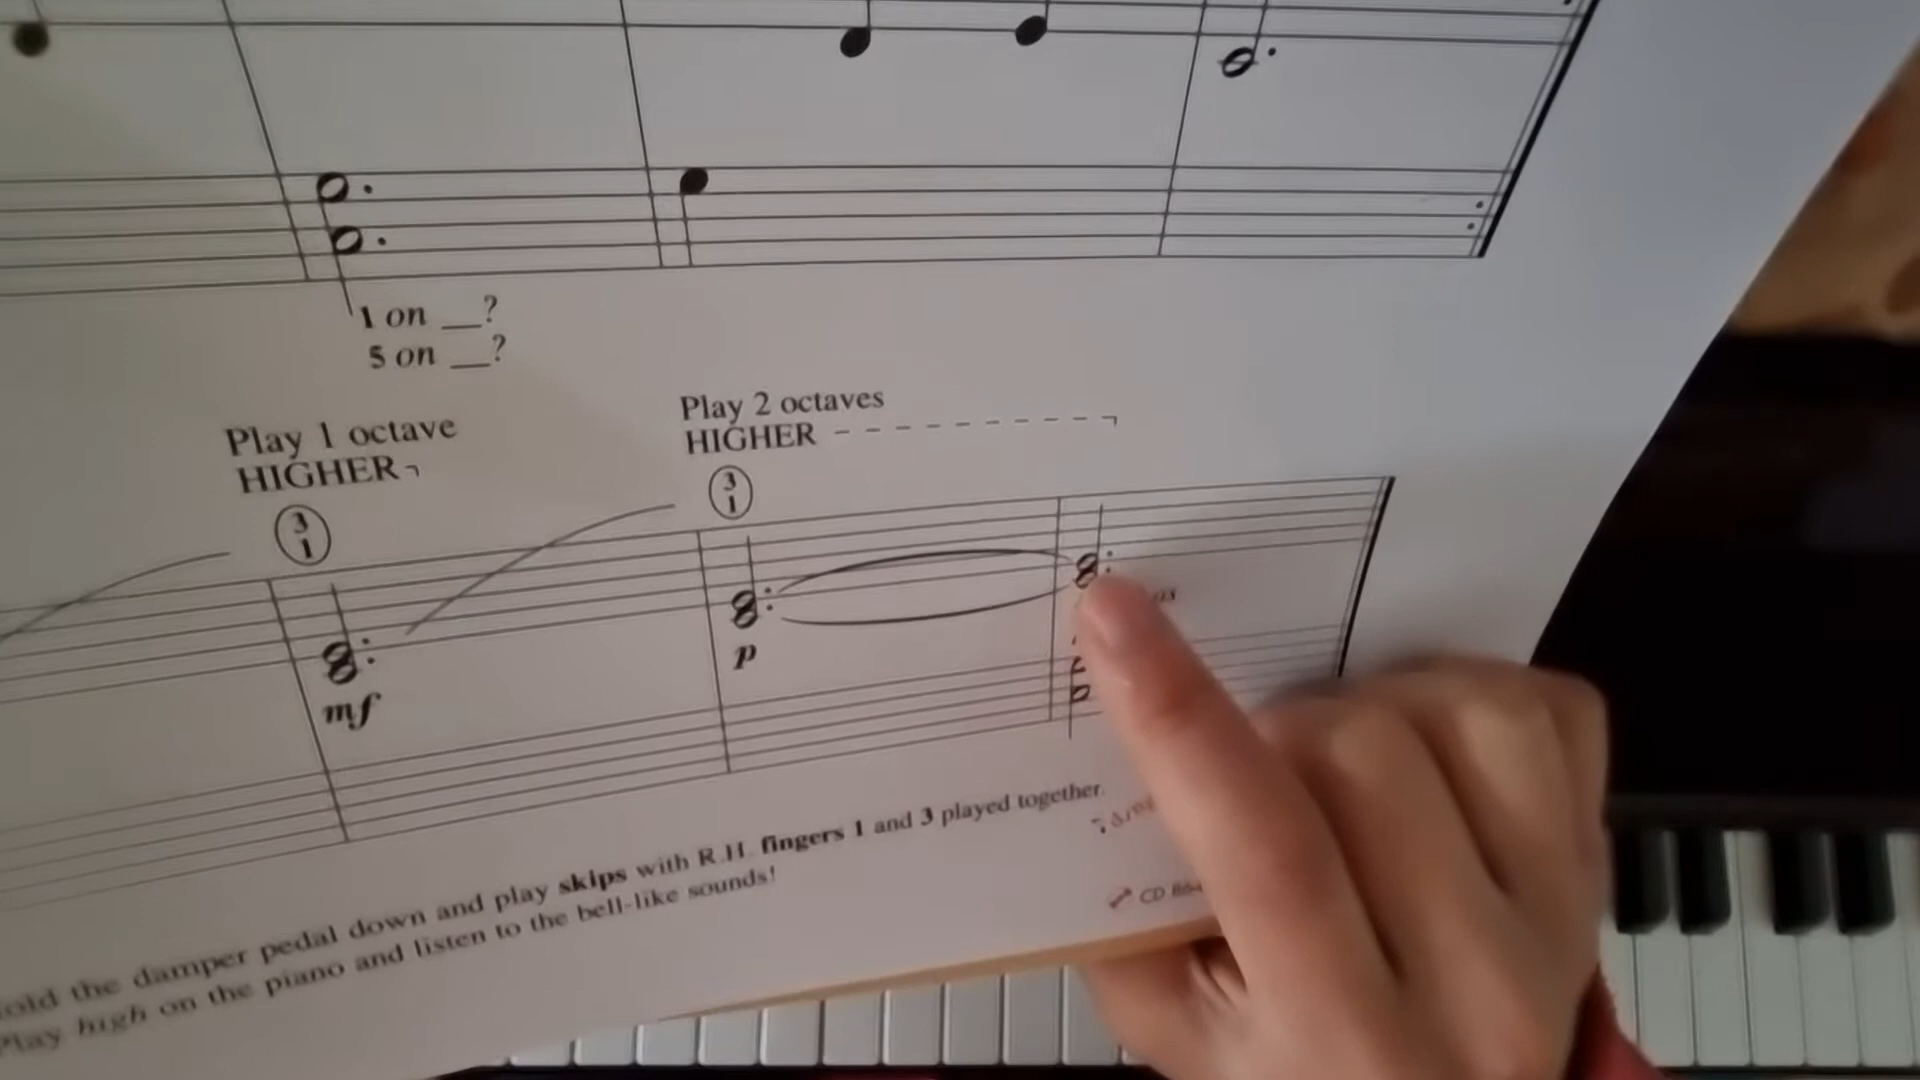 1 on __?
5 on __?
Play 1 octave
HIGHER
Play 2 octaves
HIGHER
3
1
3
1
mf
p
the damper pedal down and play skips with R.H. fingers 1 and 3 played together.
Play high on the piano and listen to the bell-like sounds!
CD